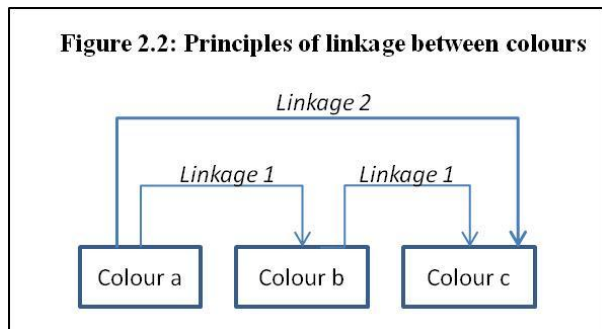 Figure 2.2: Principles of linkage between colours
Linkage 2
Linkage 1 Linkage 1
Colour a Colour b Colour c